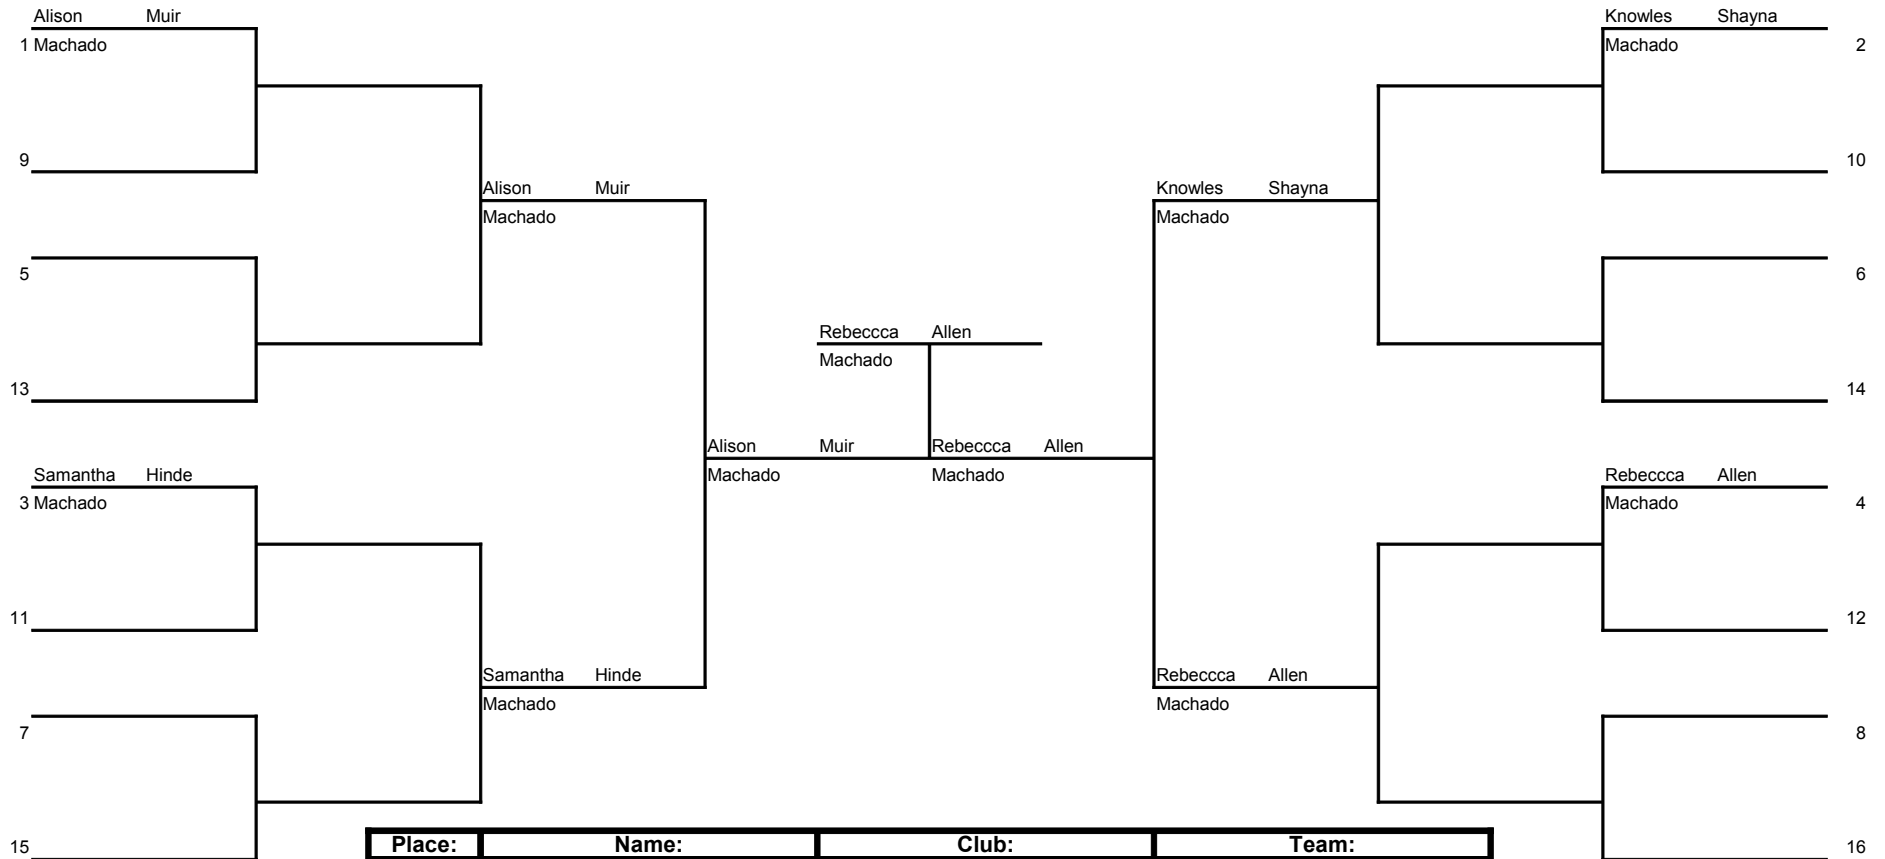 Alison Muir
Knowles Shayna
1 Machado
Machado 2
9
10
Alison Muir
Knowles Shayna
Machado
Machado
5
6
Rebeccca Allen
Machado
13
14
Alison Muir Rebeccca Allen
Machado Machado
Samantha Hinde
Rebeccca Allen
3 Machado
Machado 4
11
12
Samantha Hinde
Rebeccca Allen
Machado
Machado
7
8
15
Place: Name: Club: Team:
16